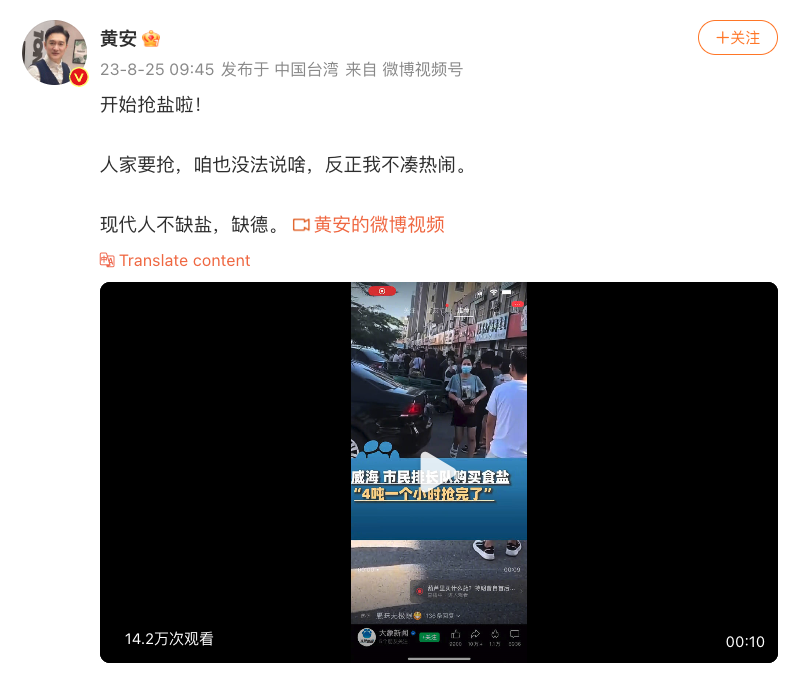 黄安
+关注
23-8-25 09:45 发布于 中国台湾 来自 微博视频号
开始抢盐啦!
人家要抢,咱也没法说啥,反正我不凑热闹。
现代人不缺盐,缺德。 黄安的微博视频
Translate content
威海 市民排长队购买食盐
“4吨一个小时抢完了”
00:09
大象新闻
+关注
14.2万次观看
00:10